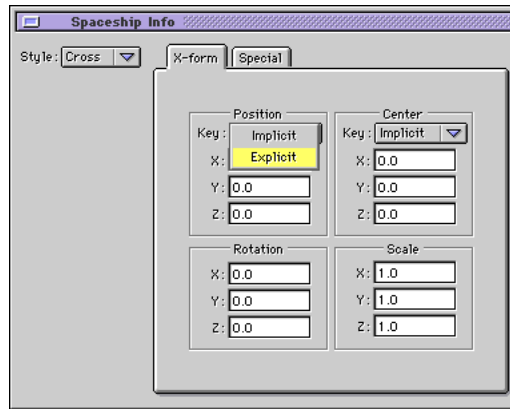 Spaceship Info
Style: Cross
X-form Special
Position
Key: Implicit
Explicit
X:
Y: 0.0
Z: 0.0
Center
Key: Implicit
X: 0.0
Y: 0.0
Z: 0.0
Rotation
X: 0.0
Y: 0.0
Z: 0.0
Scale
X: 1.0
Y: 1.0
Z: 1.0